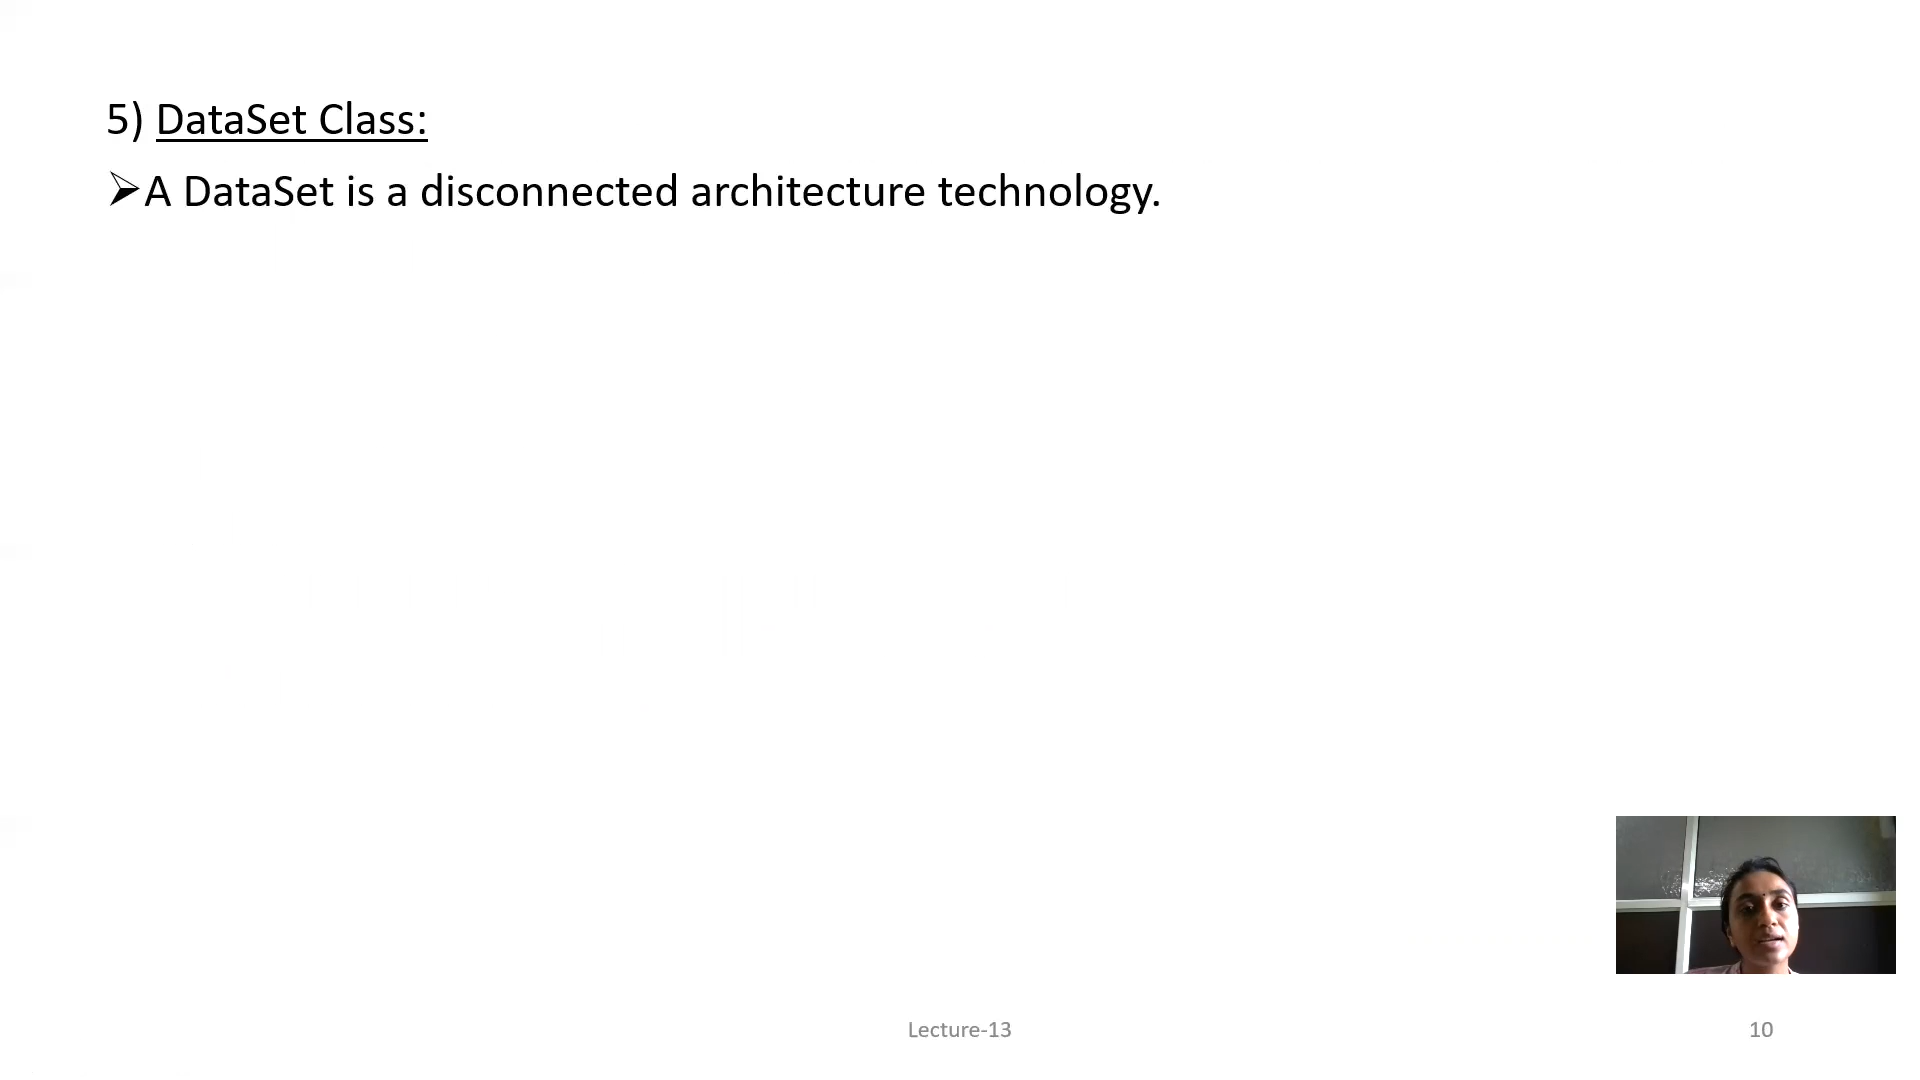 5) DataSet Class:
➢A DataSet is a disconnected architecture technology.
Lecture-13
10